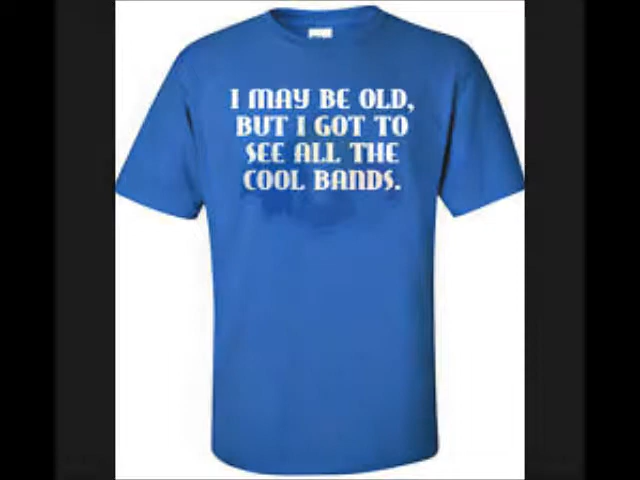 I MAY BE OLD,
BUT I GOT TO
SEE ALL THE
COOL BANDS.